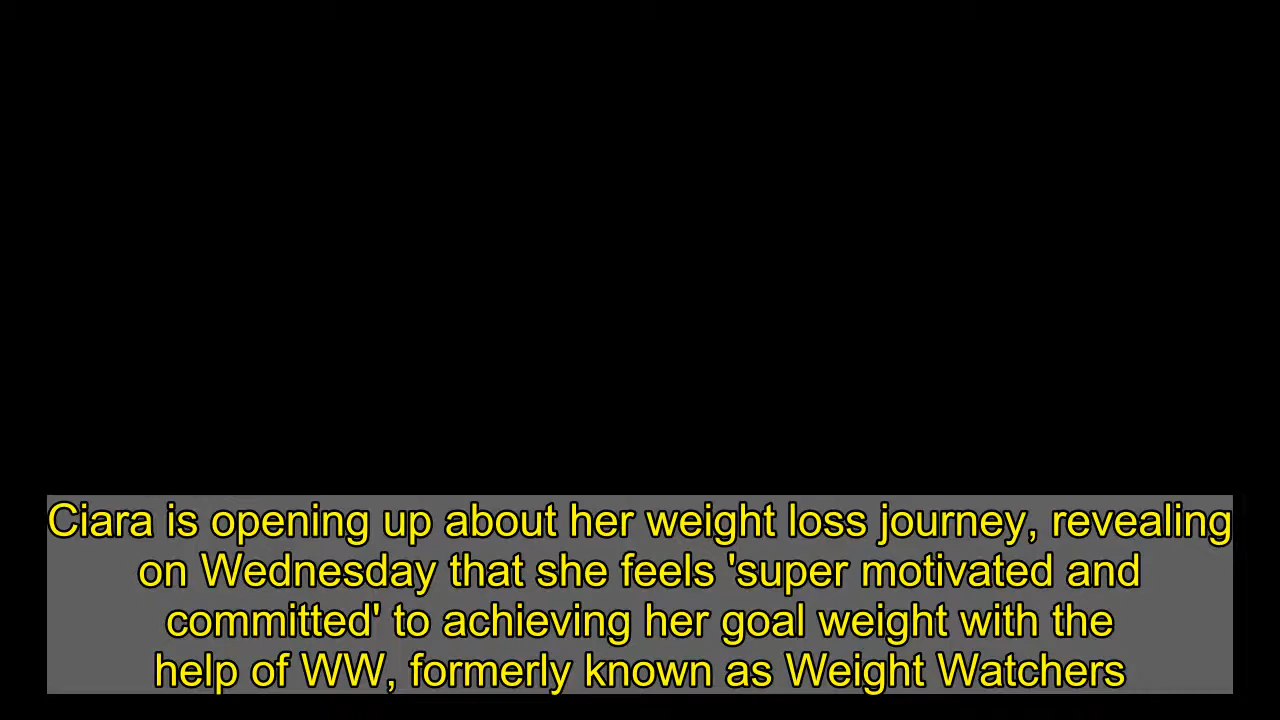 Ciara is opening up about her weight loss journey, revealing
on Wednesday that she feels 'super motivated and
committed' to achieving her goal weight with the
help of WW, formerly known as Weight Watchers